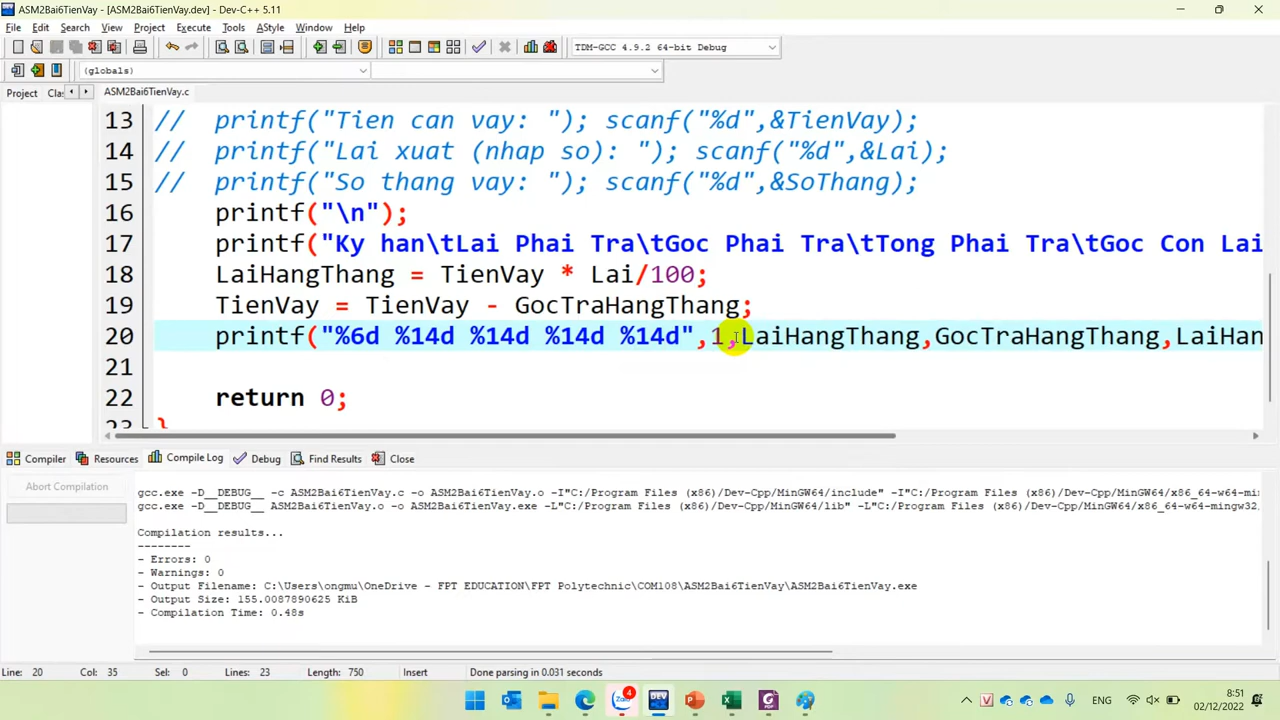 ASM2Bai6TienVay - [ASM2Bai6TienVay.dev] - Dev-C++ 5.11
File Edit Search View Project Execute Tools AStyle Window Help
TDM-GCC 4.9.2 64-bit Debug
(globals)
Project Clas ASM2Bai6TienVay.c
13 // printf("Tien can vay: "); scanf("%d",&TienVay);
14 // printf("Lai xuat (nhap so): "); scanf("%d",&Lai);
15 // printf("So thang vay: "); scanf("%d",&SoThang);
16 printf("\n");
17 printf("Ky han\tLai Phai Tra\tGoc Phai Tra\tTong Phai Tra\tGoc Con Lai
18 LaiHangThang = TienVay * Lai/100;
19 TienVay = TienVay - GocTraHangThang;
20 printf("%6d %14d %14d %14d %14d",1,LaiHangThang,GocTraHangThang,LaiHan
21
22 return 0;
23 }
Compiler Resources Compile Log Debug Find Results Close
Abort Compilation
gcc.exe -D__DEBUG__ -c ASM2Bai6TienVay.c -o ASM2Bai6TienVay.o -I"C:/Program Files (x86)/Dev-Cpp/MinGW64/include" -I"C:/Program Files (x86)/Dev-Cpp/MinGW64/x86_64-w64-mi
gcc.exe -D__DEBUG__ ASM2Bai6TienVay.o -o ASM2Bai6TienVay.exe -L"C:/Program Files (x86)/Dev-Cpp/MinGW64/lib" -L"C:/Program Files (x86)/Dev-Cpp/MinGW64/x86_64-w64-mingw32,
Compilation results...
--------
- Errors: 0
- Warnings: 0
- Output Filename: C:\Users\ongmu\OneDrive - FPT EDUCATION\FPT Polytechnic\COM108\ASM2Bai6TienVay\ASM2Bai6TienVay.exe
- Output Size: 155.0087890625 KiB
- Compilation Time: 0.48s
Line: 20 Col: 35 Sel: 0 Lines: 23 Length: 750 Insert Done parsing in 0.031 seconds
Zalo 4 DEV V ENG 8:51
02/12/2022